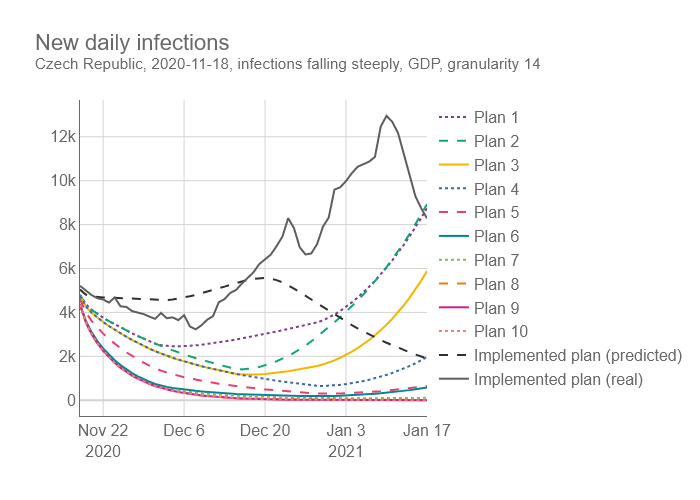 New daily infections
Czech Republic, 2020-11-18, infections falling steeply, GDP, granularity 14
12k
10k
8k
6k
4k
2k
0
Nov 22
2020
Dec 6
Dec 20
Jan 3
2021
Jan 17
Plan 1
Plan 2
Plan 3
Plan 4
Plan 5
Plan 6
Plan 7
Plan 8
Plan 9
Plan 10
Implemented plan (predicted)
Implemented plan (real)